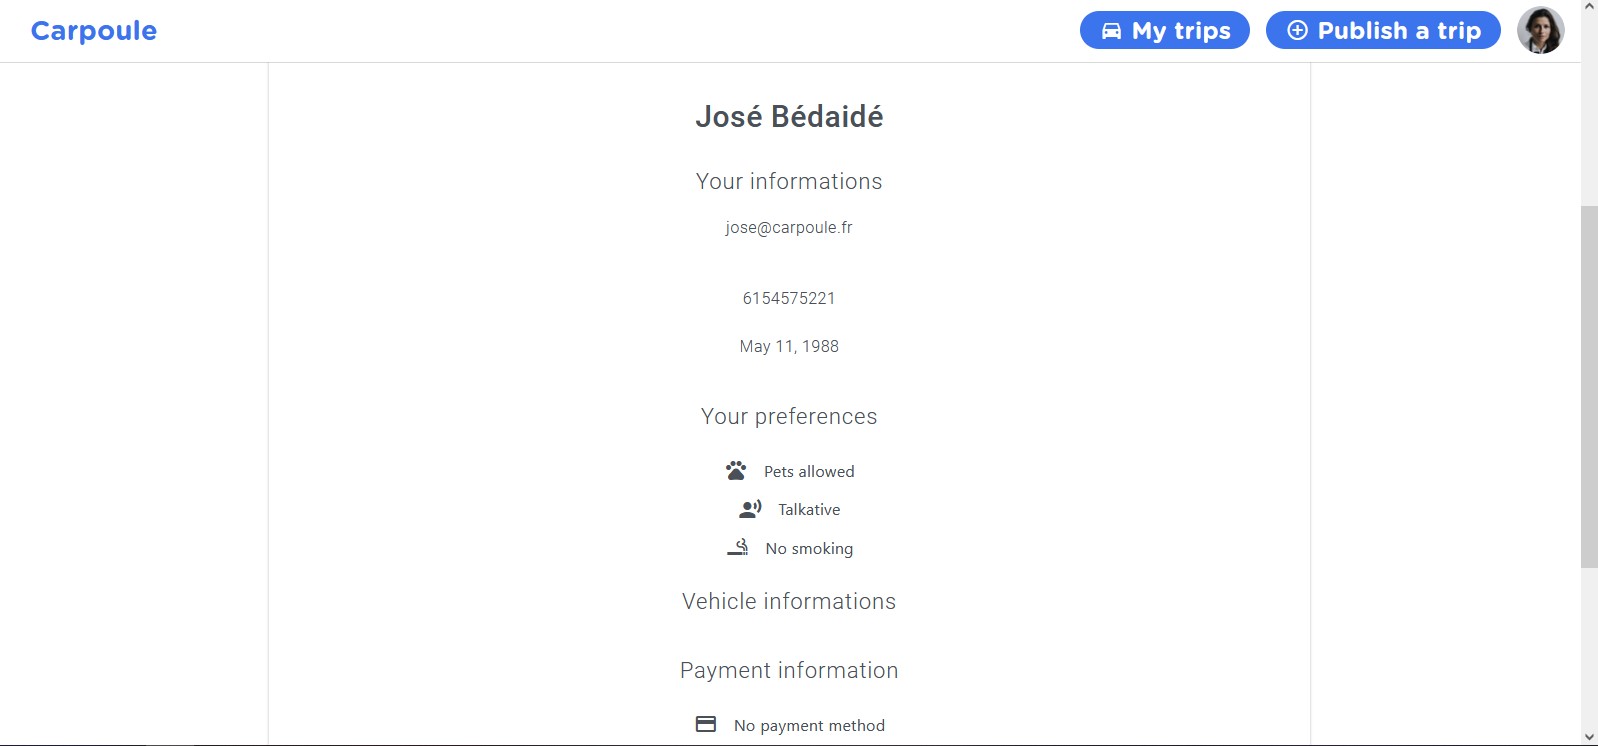 Carpoule
My trips
Publish a trip
José Bédaidé
Your informations
jose@carpoule.fr
6154575221
May 11, 1988
Your preferences
Pets allowed
Talkative
No smoking
Vehicle informations
Payment information
No payment method